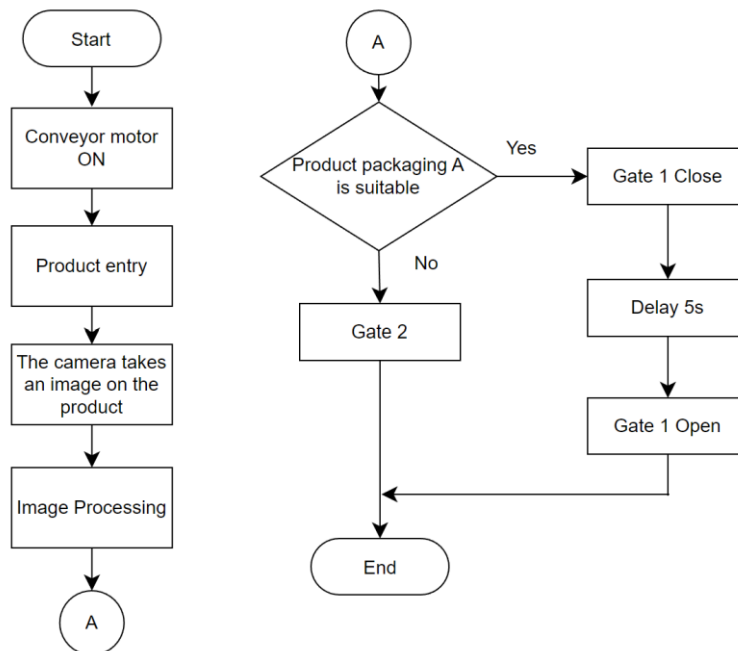 Start
Conveyor motor
ON
Product entry
The camera takes
an image on the
product
Image Processing
A
A
Product packaging A
is suitable
Yes
No
Gate 1 Close
Delay 5s
Gate 1 Open
Gate 2
End